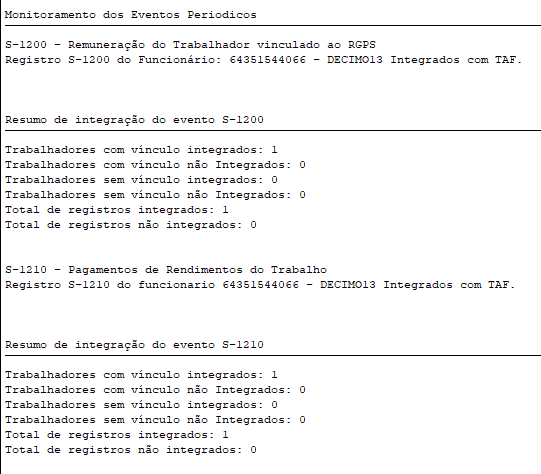 Monitoramento dos Eventos Periodicos
S-1200 - Remuneração do Trabalhador vinculado ao RGPS
Registro S-1200 do Funcionário: 64351544066 - DECIMO13 Integrados com TAF.
Resumo de integração do evento S-1200
Trabalhadores com vínculo integrados: 1
Trabalhadores com vínculo não Integrados: 0
Trabalhadores sem vínculo integrados: 0
Trabalhadores sem vínculo não Integrados: 0
Total de registros integrados: 1
Total de registros não integrados: 0
S-1210 - Pagamentos de Rendimentos do Trabalho
Registro S-1210 do funcionario 64351544066 - DECIMO13 Integrados com TAF.
Resumo de integração do evento S-1210
Trabalhadores com vínculo integrados: 1
Trabalhadores com vínculo não Integrados: 0
Trabalhadores sem vínculo integrados: 0
Trabalhadores sem vínculo não Integrados: 0
Total de registros integrados: 1
Total de registros não integrados: 0